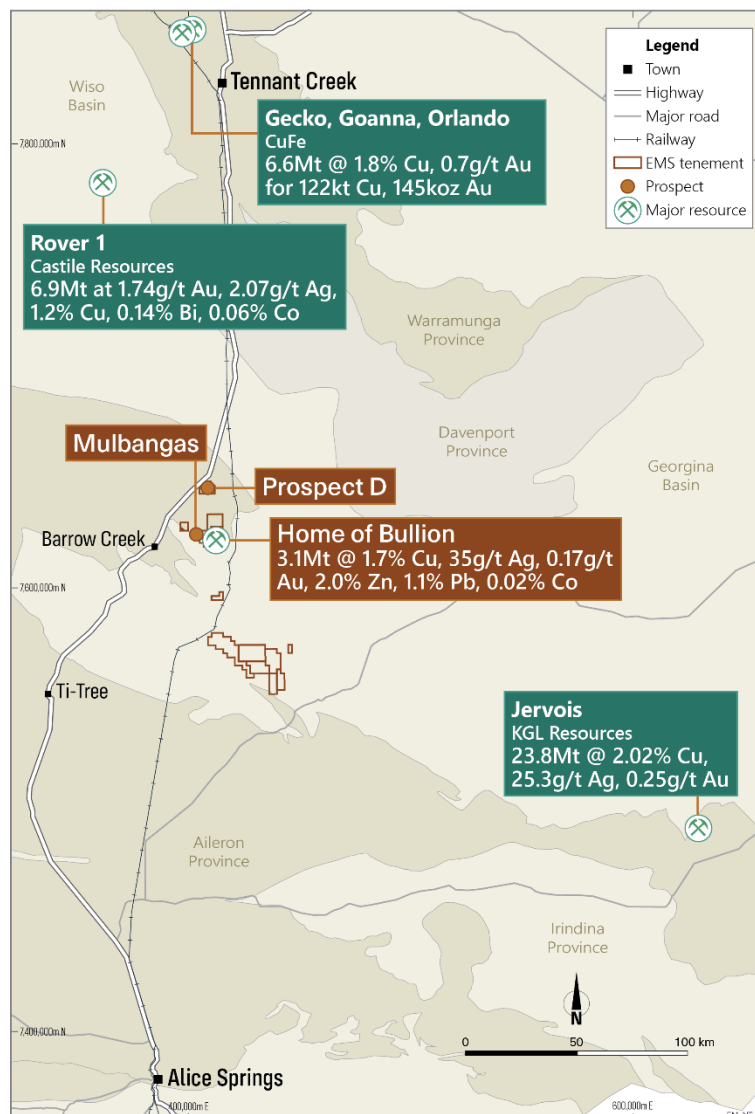 Legend
Town
Highway
Major road
Railway
EMS tenement
Prospect
Major resource
Wiso
Basin
Tennant Creek
Gecko, Goanna, Orlando
CuFe
6.6Mt @ 1.8% Cu, 0.7g/t Au
for 122kt Cu, 145koz Au
7,800,000m N
Rover 1
Castile Resources
6.9Mt at 1.74g/t Au, 2.07g/t Ag,
1.2% Cu, 0.14% Bi, 0.06% Co
Warramunga
Province
Davenport
Province
Georgina
Basin
Mulbangas
Prospect D
Barrow Creek
Home of Bullion
3.1Mt @ 1.7% Cu, 35g/t Ag, 0.17g/t
Au, 2.0% Zn, 1.1% Pb, 0.02% Co
7,600,000m N
Ti-Tree
Jervois
KGL Resources
23.8Mt @ 2.02% Cu,
25.3g/t Ag, 0.25g/t Au
Aileron
Province
Irindina
Province
N
7,400,000m N
0 50 100 km
Alice Springs
400,000m E
600,000m E